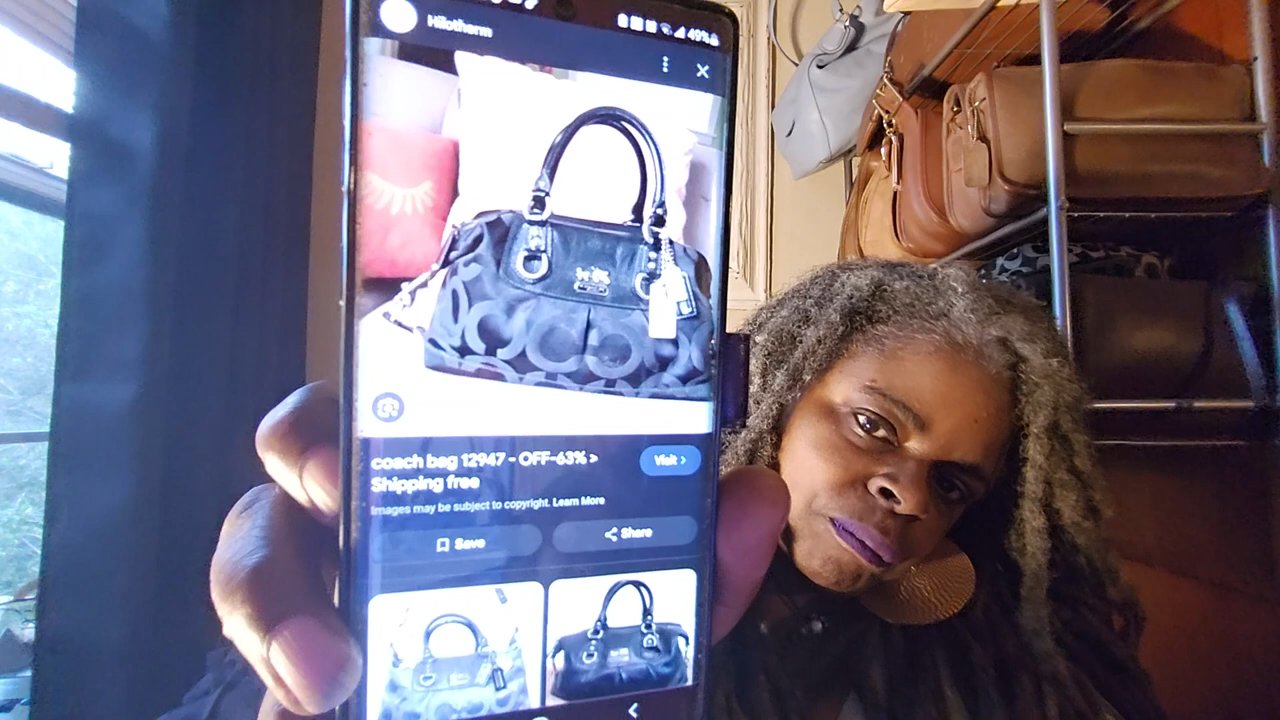 Hilotherm
49%
coach bag 12947 - OFF-63% >
Shipping free
Visit >
Images may be subject to copyright. Learn More
Save
Share